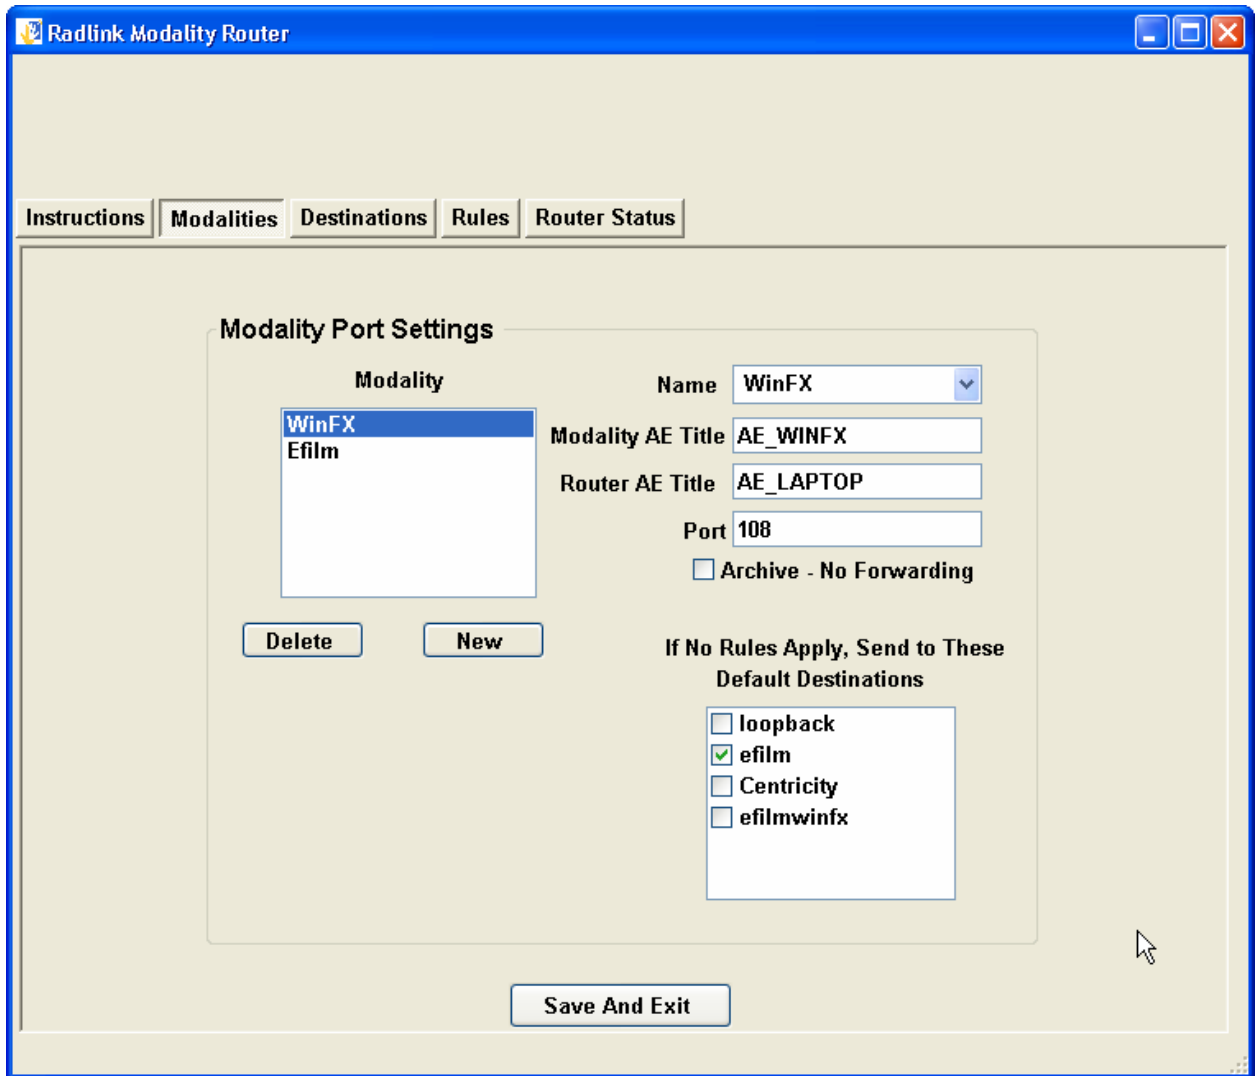 Radlink Modality Router
Instructions Modalities Destinations Rules Router Status
Modality Port Settings
Modality
WinFX
Efilm
Delete New
Name WinFX
Modality AE Title AE_WINFX
Router AE Title AE_LAPTOP
Port 108
Archive - No Forwarding
If No Rules Apply, Send to These
Default Destinations
loopback
efilm
Centricity
efilmwinfx
Save And Exit